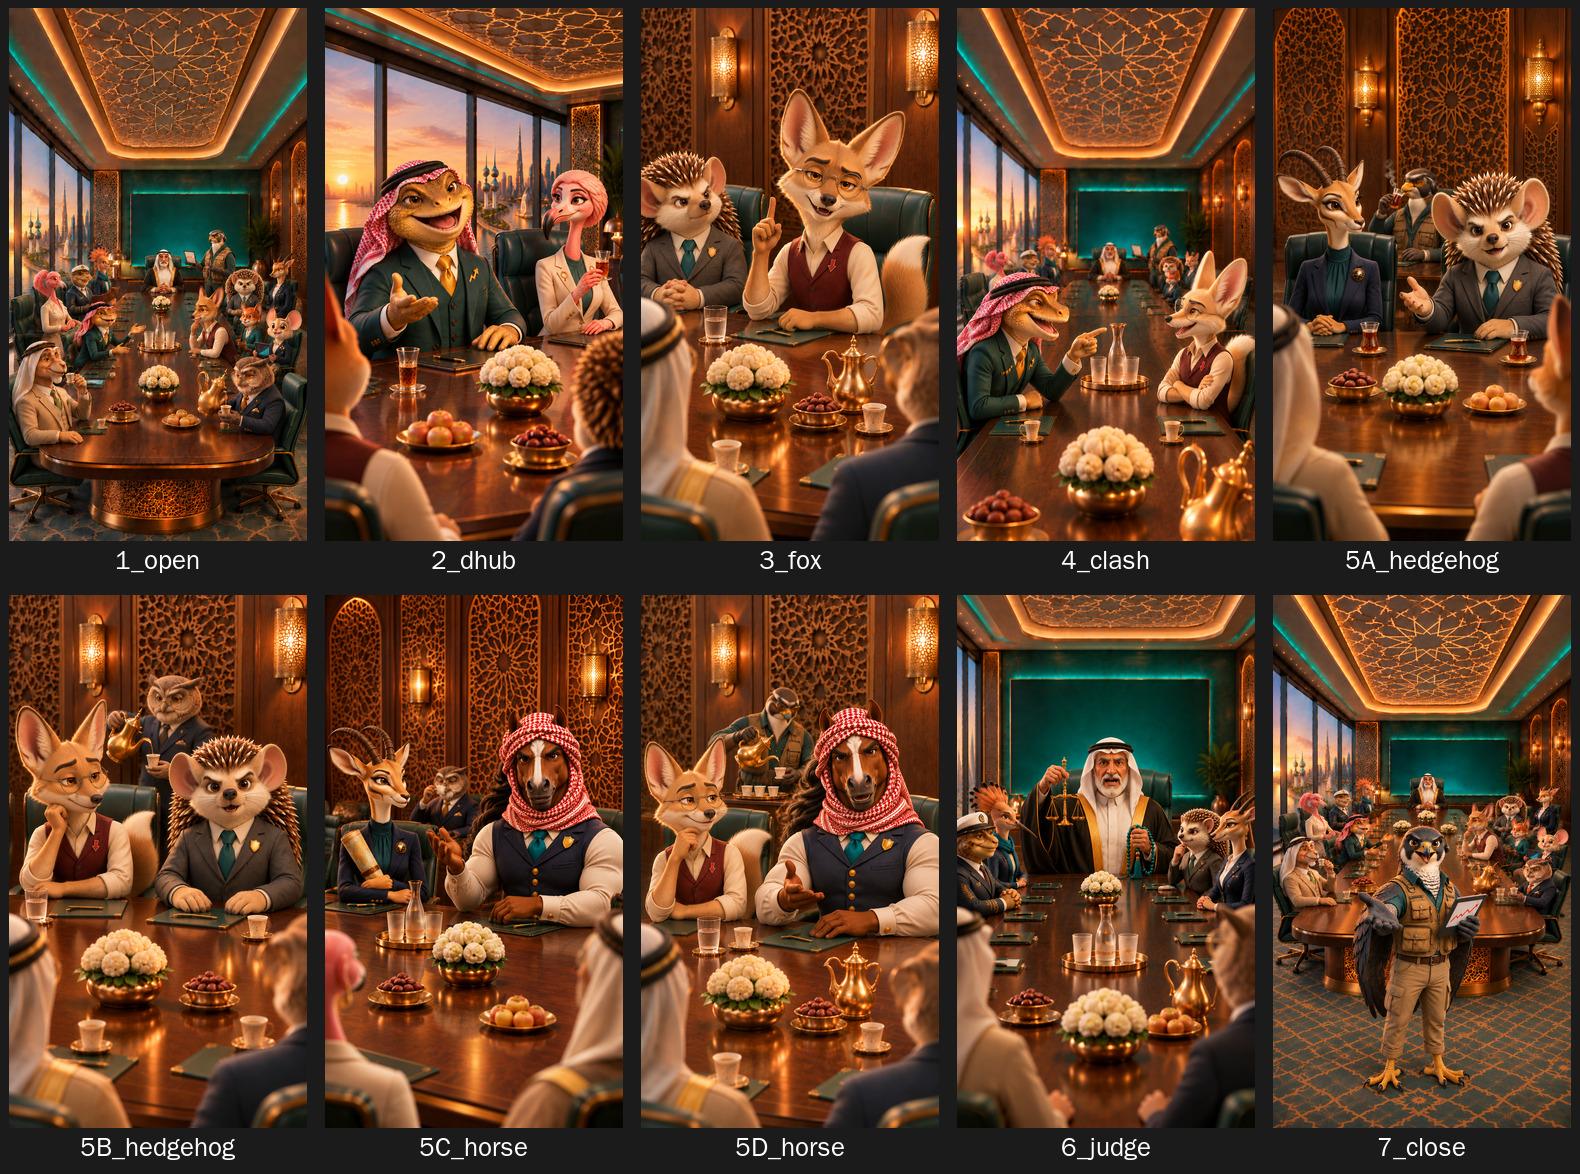 1_open
2_dhub
3_fox
4_clash
5A_hedgehog
5B_hedgehog
5C_horse
5D_horse
6_judge
7_close